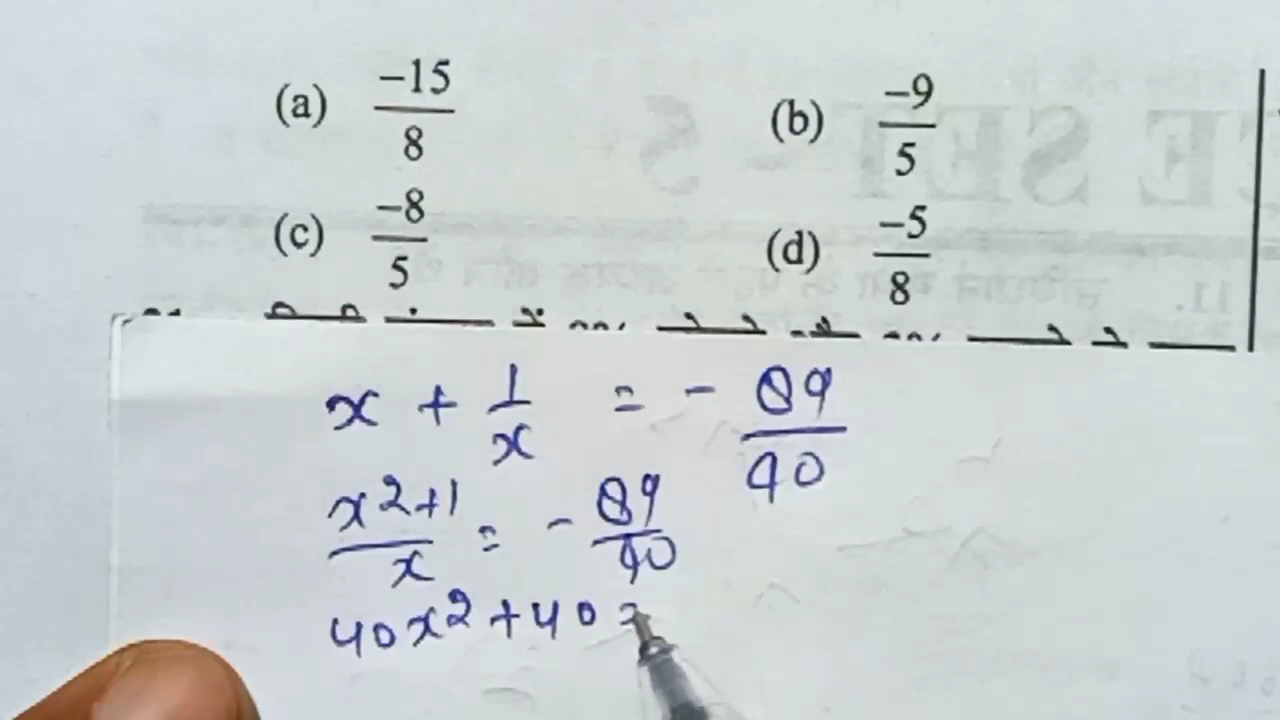 (a) -15/8 (b) -9/5
(c) -8/5 (d) -5/8
x + 1/x = - 89/40
x²+1/x = - 89/40
40x²+40 =